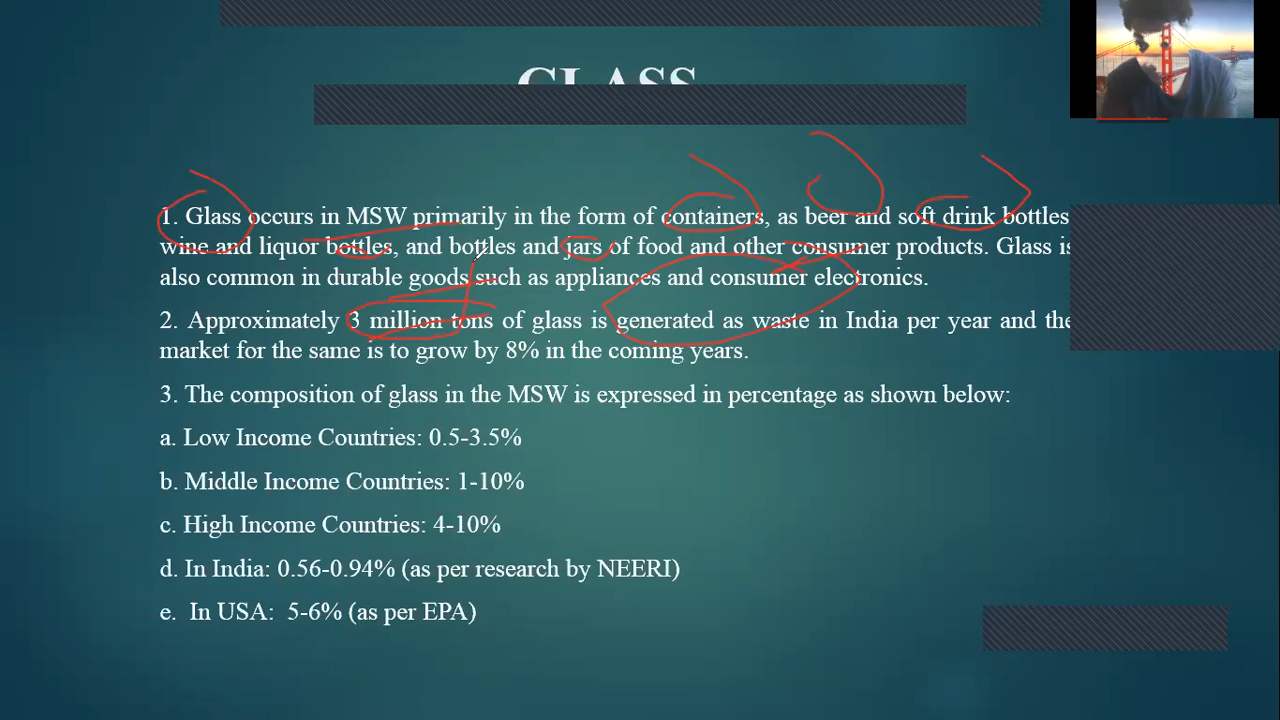 GLASS
1. Glass occurs in MSW primarily in the form of containers, as beer and soft drink bottles
wine and liquor bottles, and bottles and jars of food and other consumer products. Glass is
also common in durable goods such as appliances and consumer electronics.
2. Approximately 3 million tons of glass is generated as waste in India per year and the
market for the same is to grow by 8% in the coming years.
3. The composition of glass in the MSW is expressed in percentage as shown below:
a. Low Income Countries: 0.5-3.5%
b. Middle Income Countries: 1-10%
c. High Income Countries: 4-10%
d. In India: 0.56-0.94% (as per research by NEERI)
e. In USA: 5-6% (as per EPA)